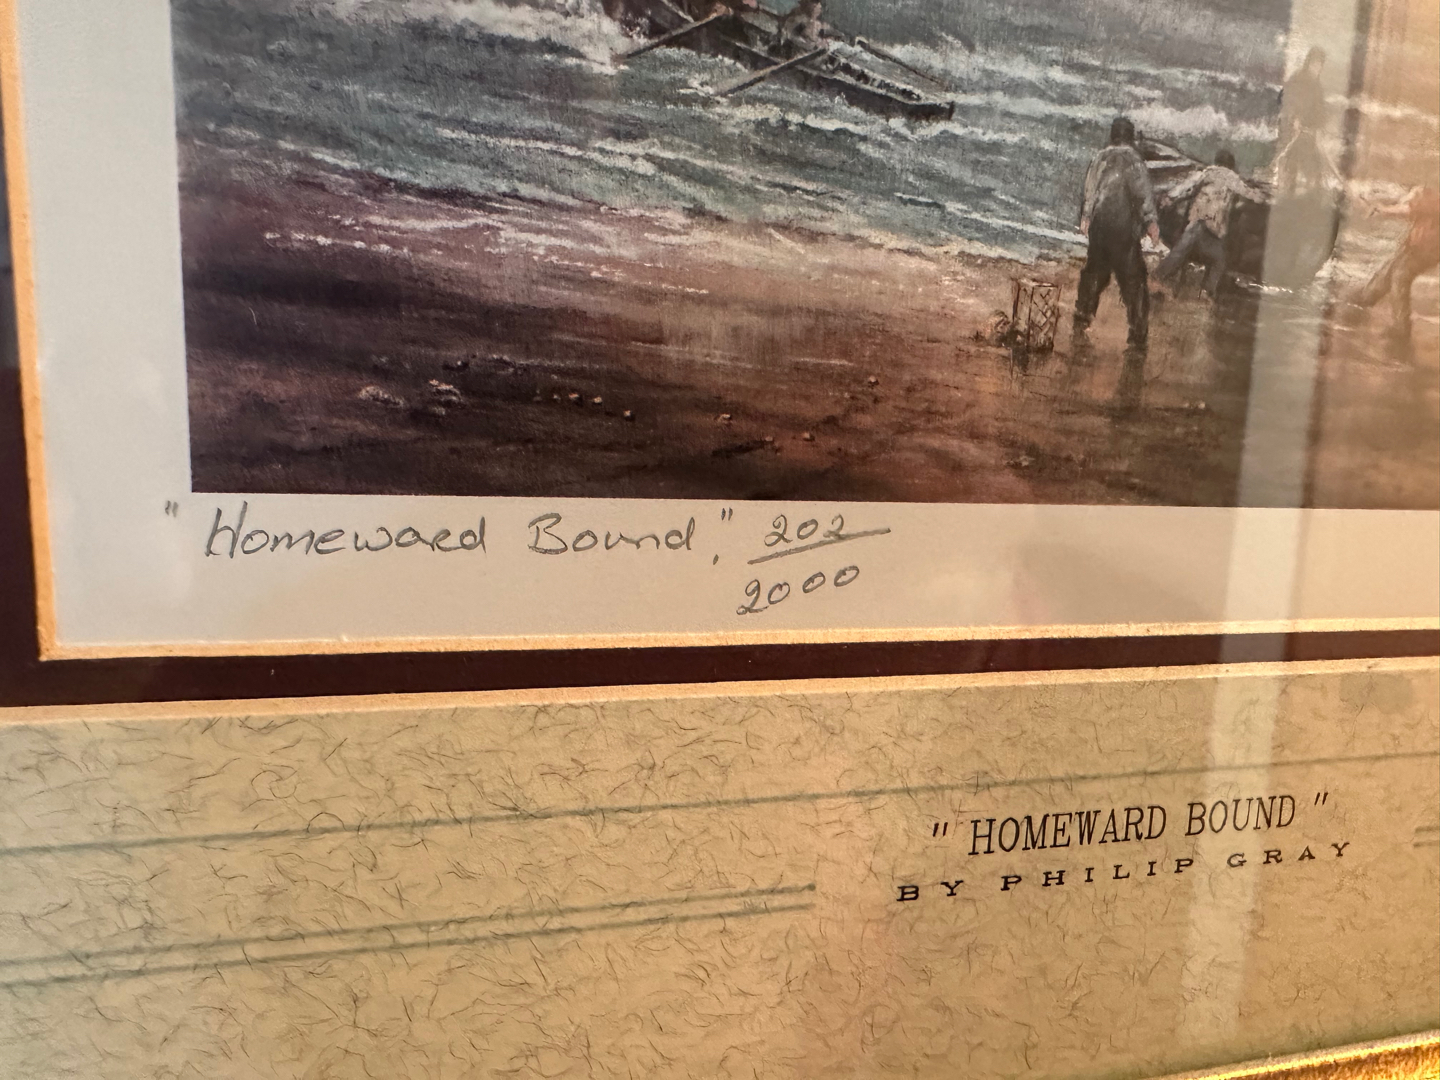 " Homeward Bound," 202
2000
" HOMEWARD BOUND "
BY PHILIP GRAY